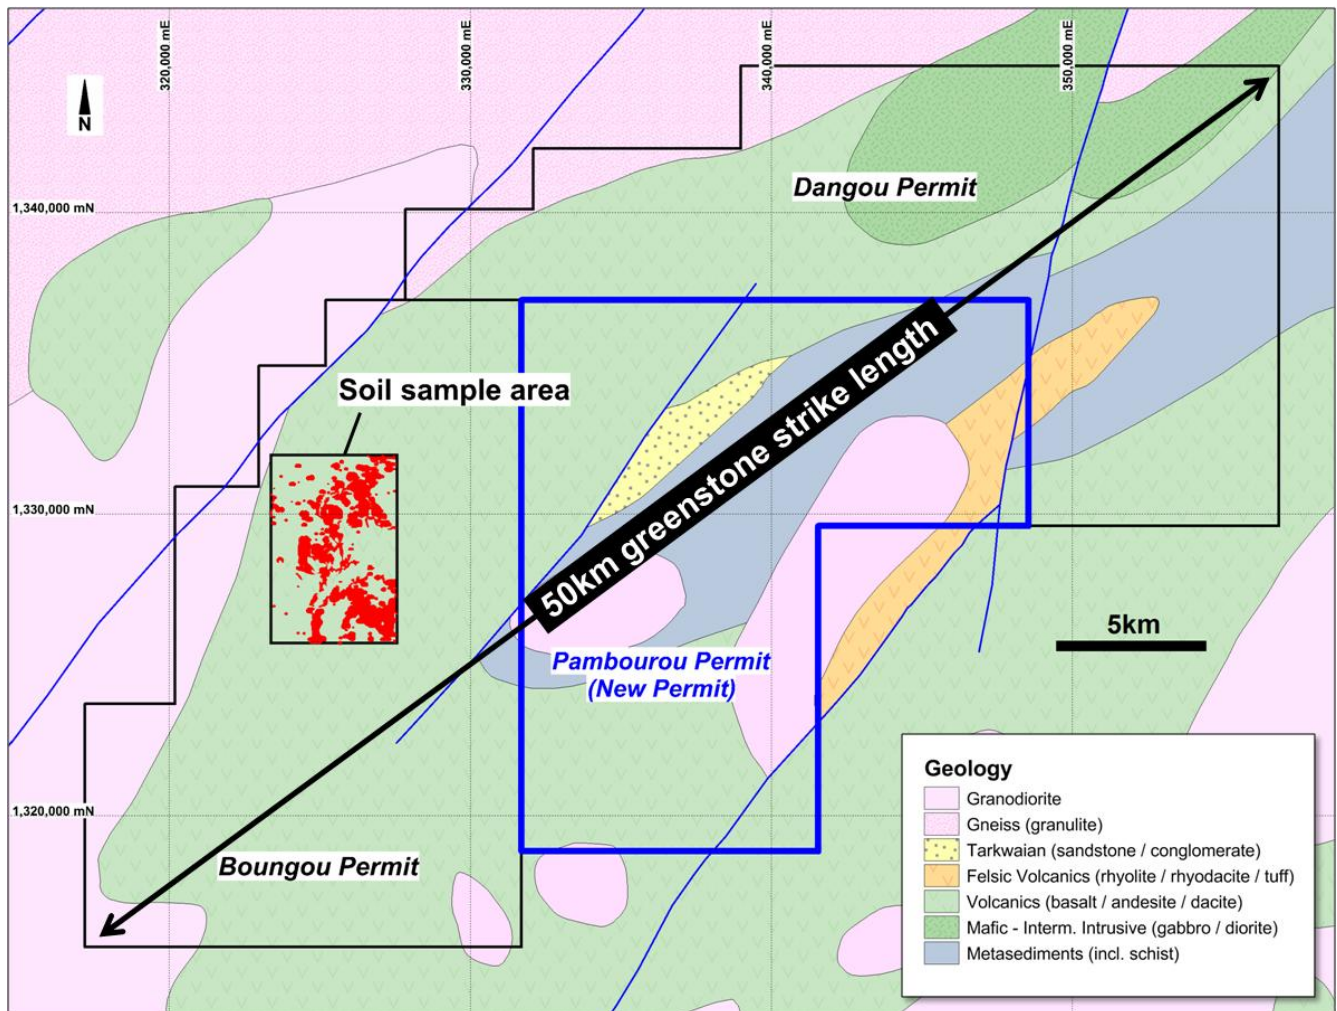 320,000 mE
330,000 mE
340,000 mE
350,000 mE
N
1,340,000 mN
Dangou Permit
Soil sample area
50km greenstone strike length
1,330,000 mN
5km
Pambourou Permit
(New Permit)
1,320,000 mN
Boungou Permit
Geology
Granodiorite
Gneiss (granulite)
Tarkwaian (sandstone / conglomerate)
Felsic Volcanics (rhyolite / rhyodacite / tuff)
Volcanics (basalt / andesite / dacite)
Mafic - Interm. Intrusive (gabbro / diorite)
Metasediments (incl. schist)